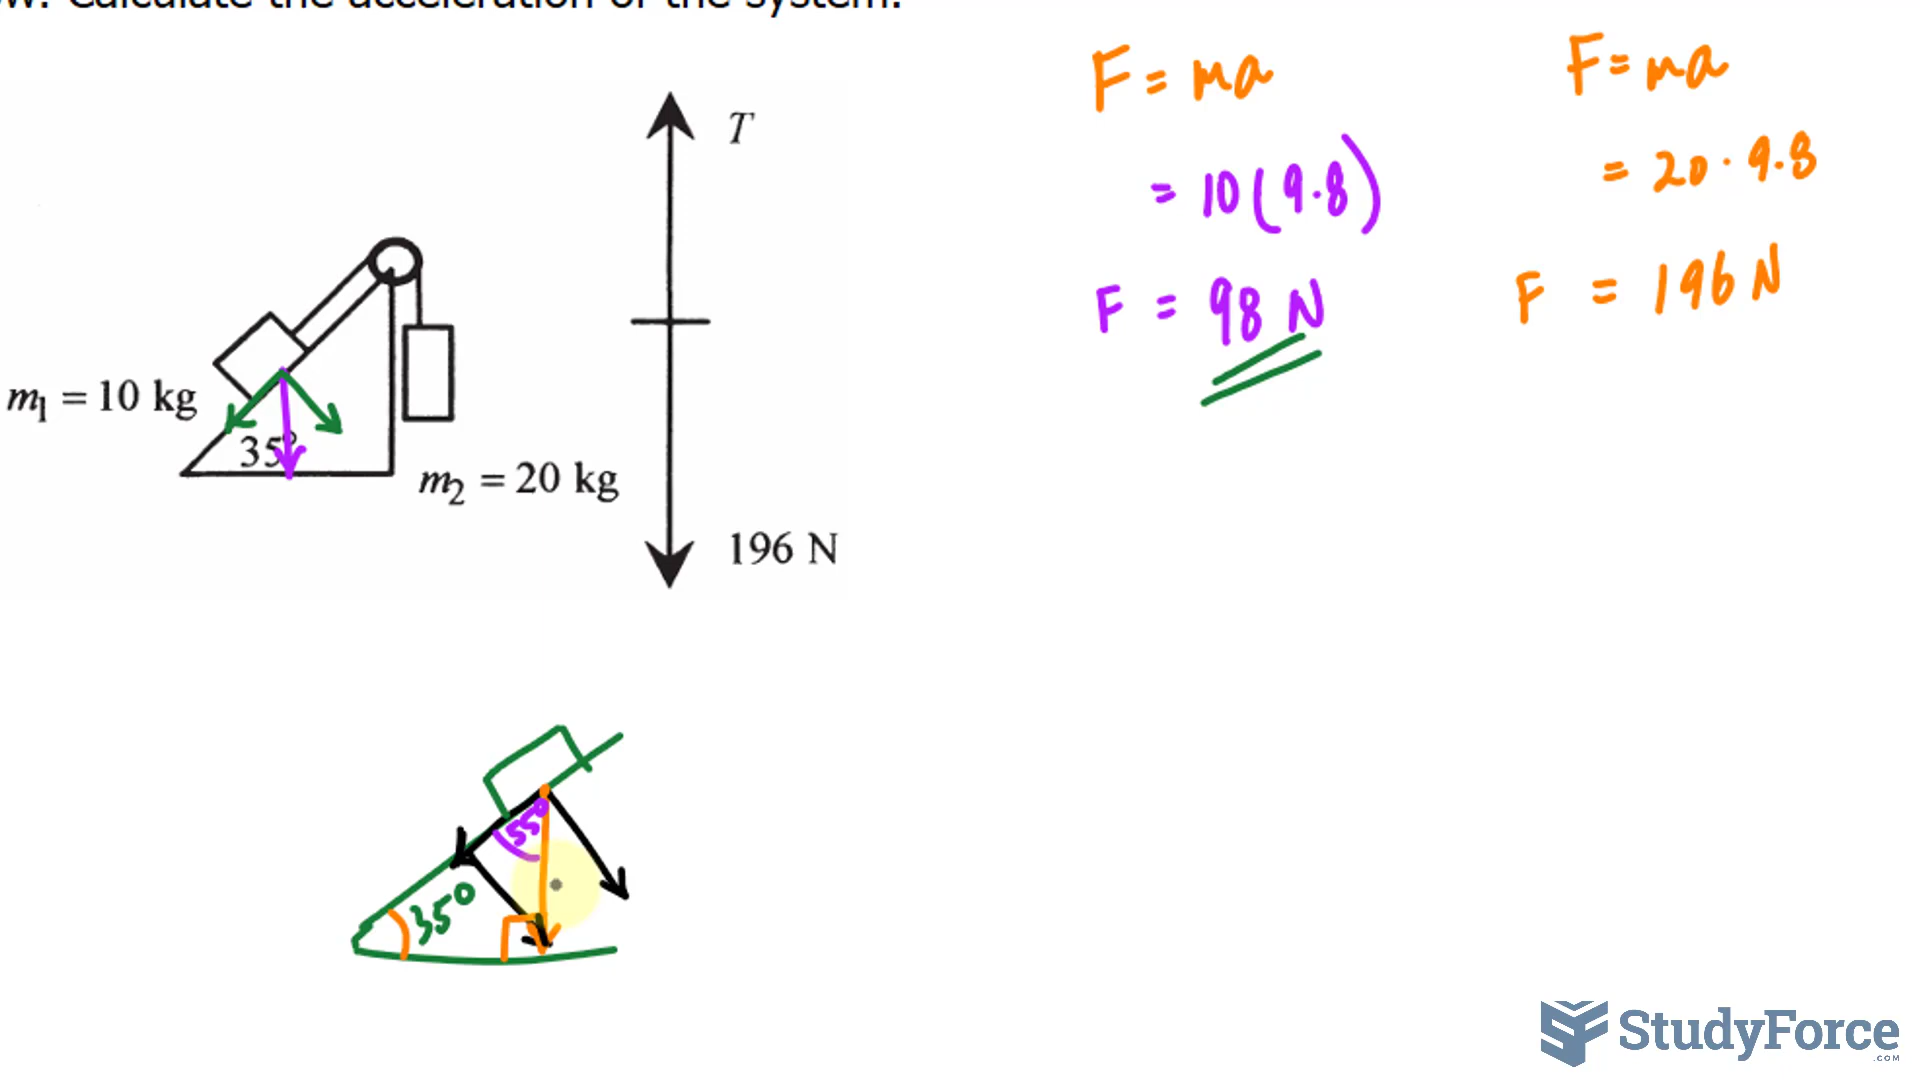 Calculate the acceleration of the system.
T
m₁ = 10 kg
35°
m₂ = 20 kg
196 N
F = ma
= 10(9.8)
F = 98 N
F = ma
= 20 · 9.8
F = 196 N
55°
35°
StudyForce
.COM